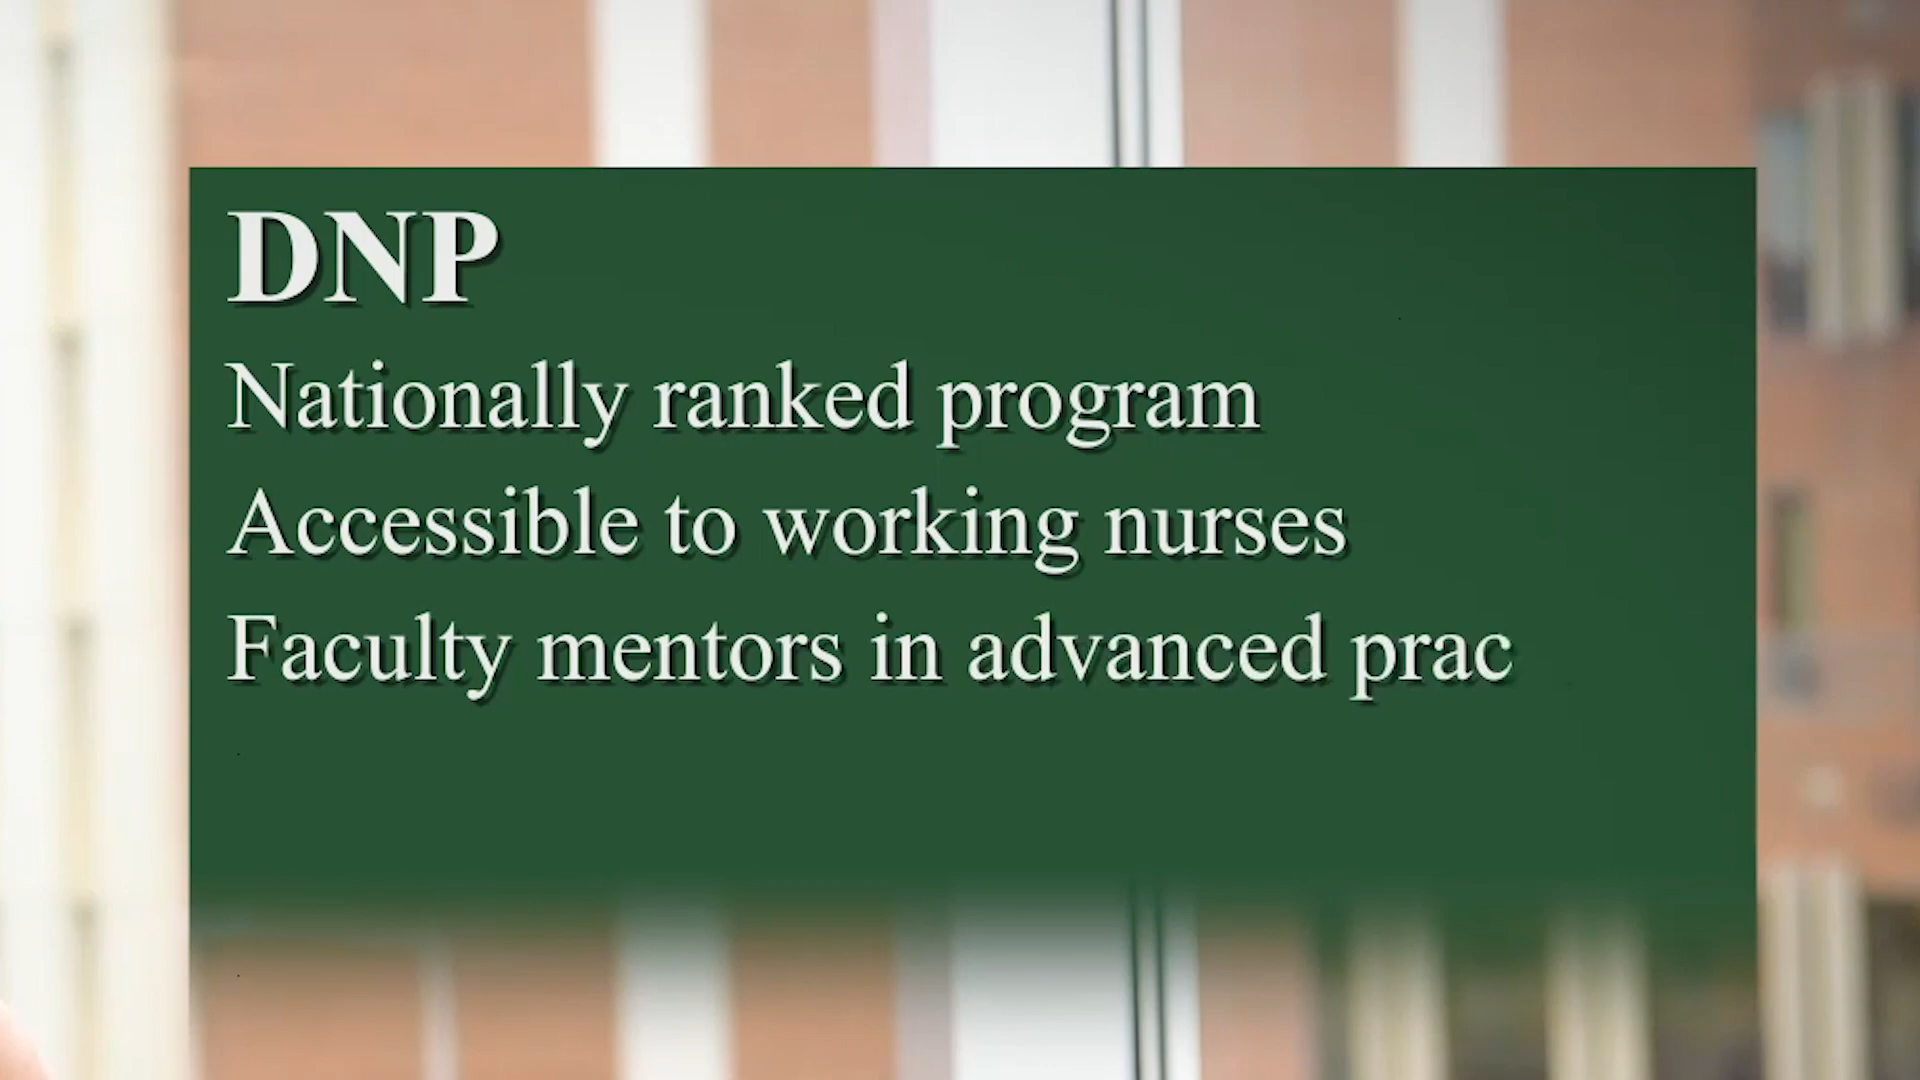 DNP
Nationally ranked program
Accessible to working nurses
Faculty mentors in advanced prac